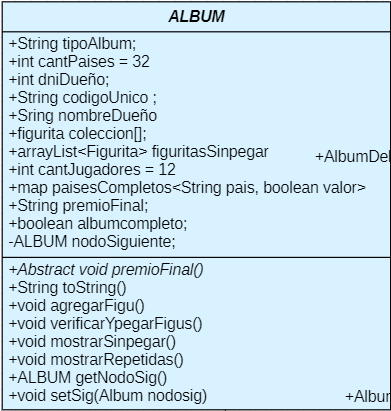 ALBUM
+String tipoAlbum;
+int cantPaises = 32
+int dniDueño;
+String codigoUnico ;
+Sring nombreDueño
+figurita coleccion[];
+arrayList<Figurita> figuritasSinpegar
+AlbumDel
+int cantJugadores = 12
+map paisesCompletos<String pais, boolean valor>
+String premioFinal;
+boolean albumcompleto;
-ALBUM nodoSiguiente;
+Abstract void premioFinal()
+String toString()
+void agregarFigu()
+void verificarYpegarFigus()
+void mostrarSinpegar()
+void mostrarRepetidas()
+ALBUM getNodoSig()
+void setSig(Album nodosig)
+Albur